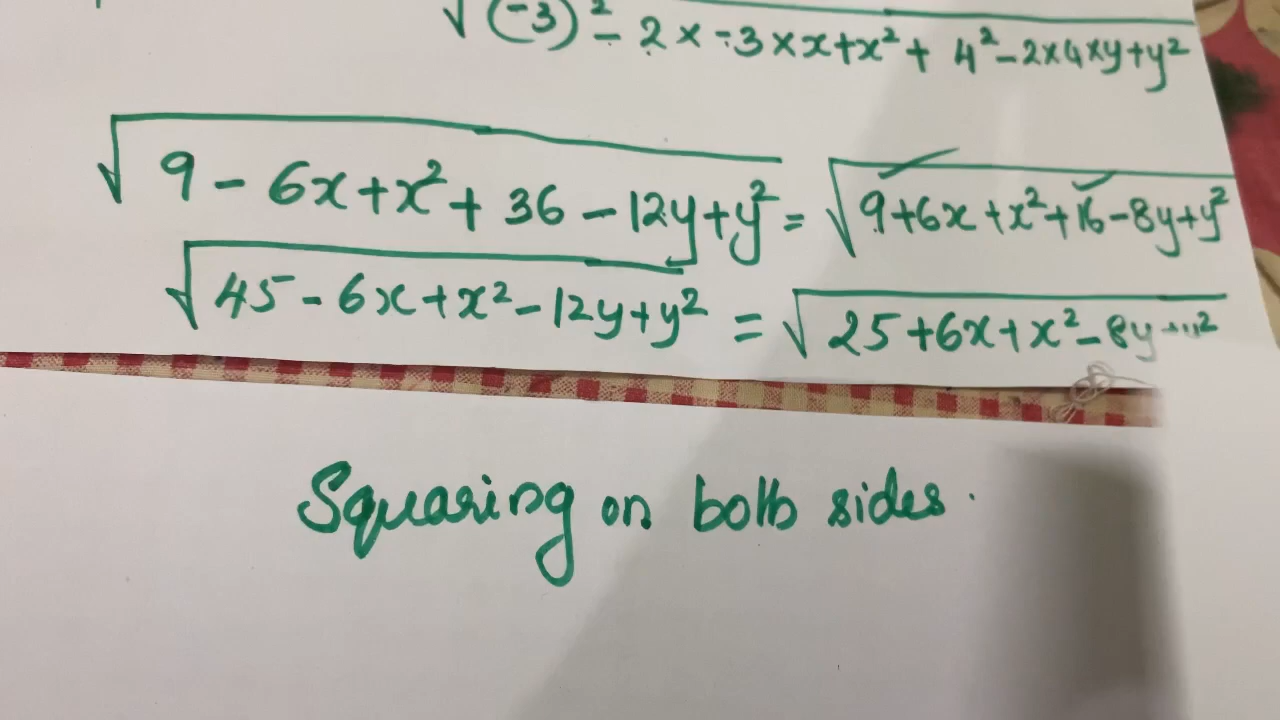 √(-3)² - 2 × -3 × x + x² + 4² - 2×4×y + y²
√9 - 6x + x² + 36 - 12y + y² = √9 + 6x + x² + 16 - 8y + y²
√45 - 6x + x² - 12y + y² = √25 + 6x + x² - 8y + y²
Squaring on both sides.